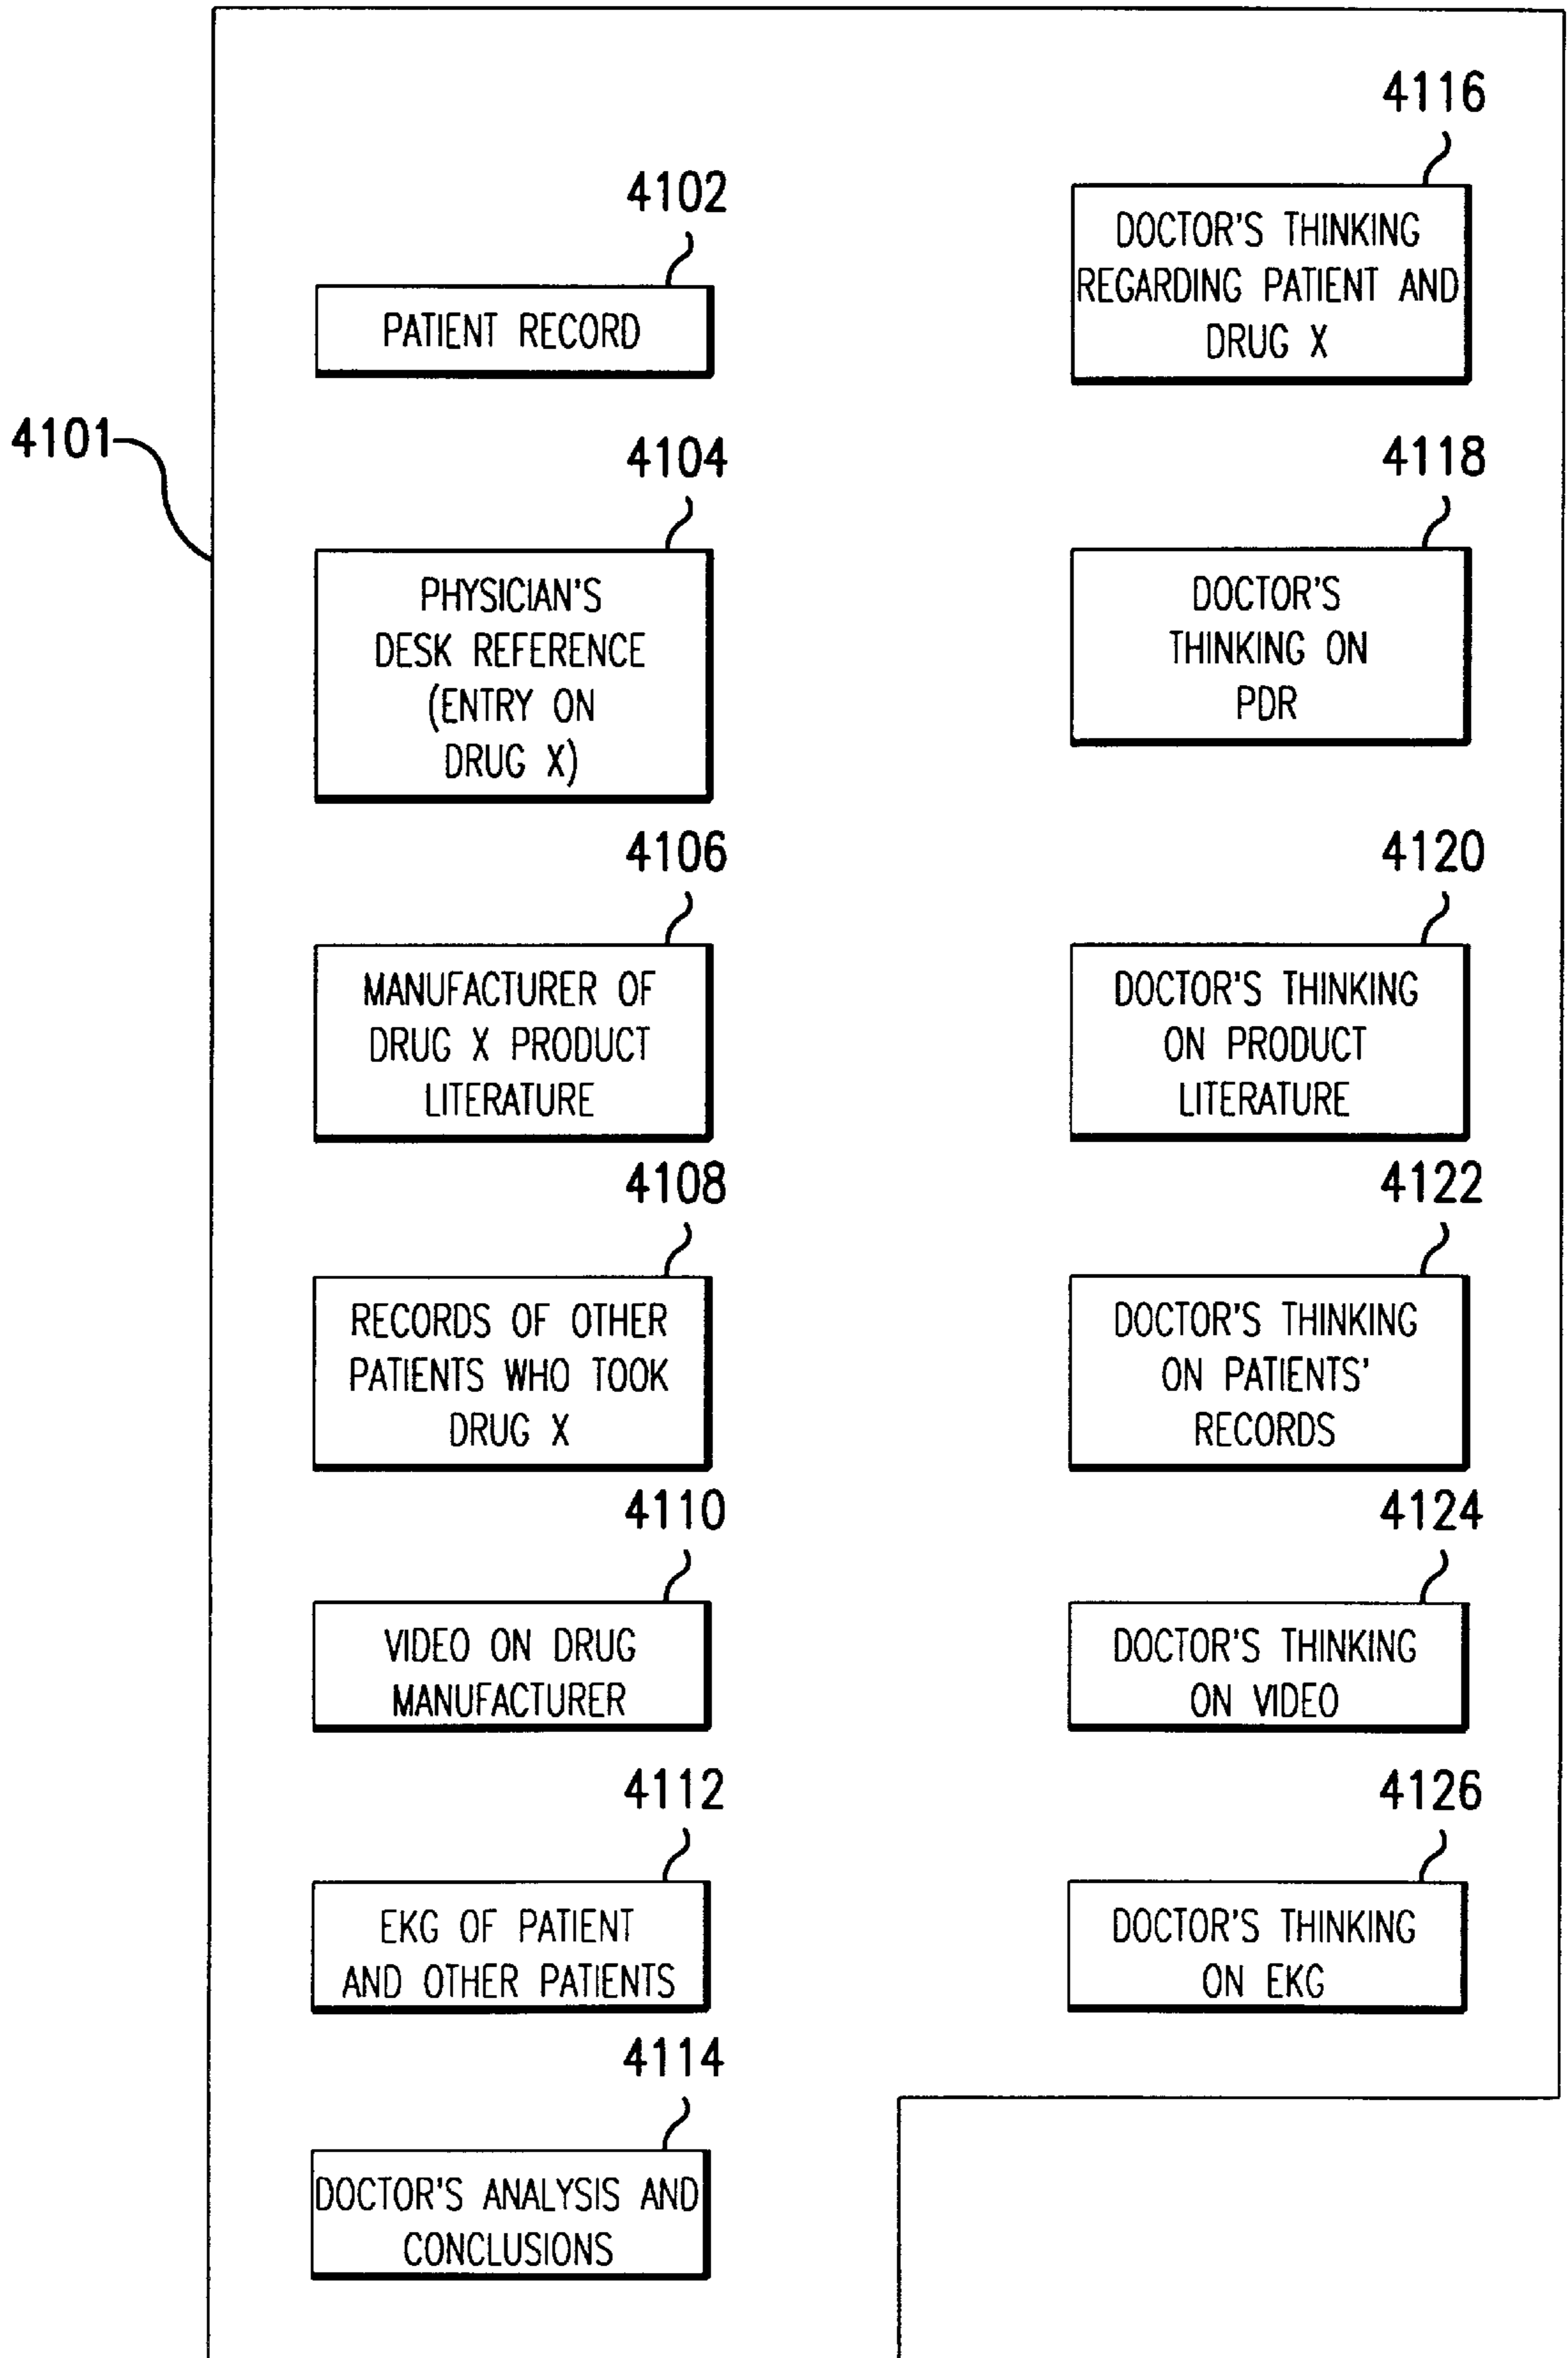 4116
4102
DOCTOR'S THINKING
REGARDING PATIENT AND
DRUG X
PATIENT RECORD
4101
4104
4118
PHYSICIAN'S
DESK REFERENCE
(ENTRY ON
DRUG X)
DOCTOR'S
THINKING ON
PDR
4106
4120
MANUFACTURER OF
DRUG X PRODUCT
LITERATURE
DOCTOR'S THINKING
ON PRODUCT
LITERATURE
4108
4122
RECORDS OF OTHER
PATIENTS WHO TOOK
DRUG X
DOCTOR'S THINKING
ON PATIENTS'
RECORDS
4110
4124
VIDEO ON DRUG
MANUFACTURER
DOCTOR'S THINKING
ON VIDEO
4112
4126
EKG OF PATIENT
AND OTHER PATIENTS
DOCTOR'S THINKING
ON EKG
4114
DOCTOR'S ANALYSIS AND
CONCLUSIONS